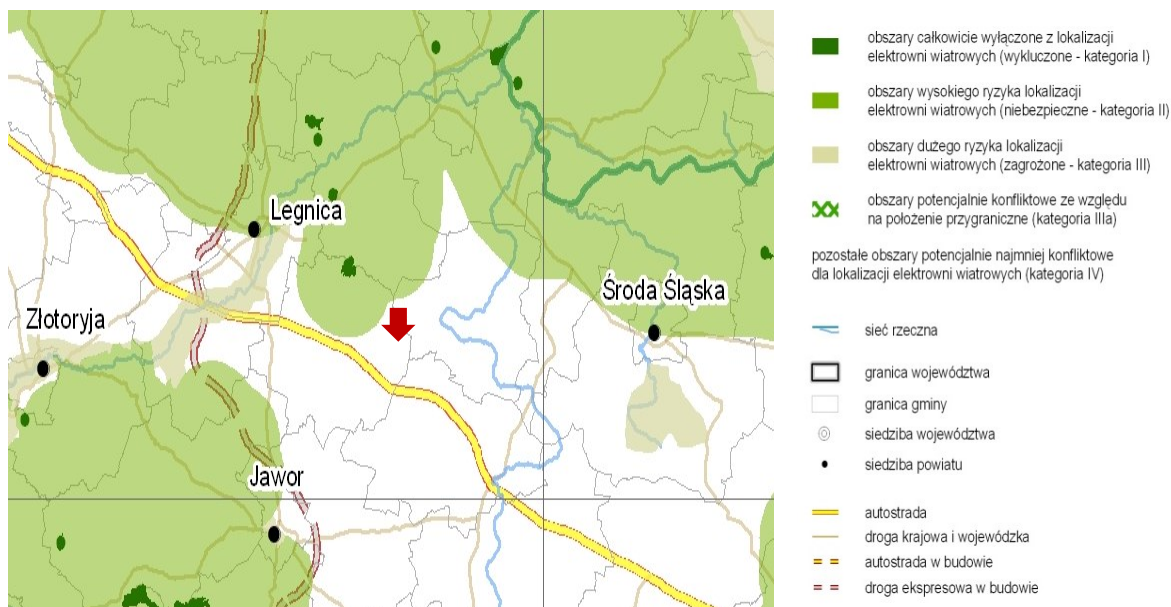 Legnica
Środa Śląska
Złotoryja
Jawor
obszary całkowicie wyłączone z lokalizacji
elektrowni wiatrowych (wykluczone - kategoria I)
obszary wysokiego ryzyka lokalizacji
elektrowni wiatrowych (niebezpieczne - kategoria II)
obszary dużego ryzyka lokalizacji
elektrowni wiatrowych (zagrożone - kategoria III)
obszary potencjalnie konfliktowe ze względu
na położenie przygraniczne (kategoria IIIa)
pozostałe obszary potencjalnie najmniej konfliktowe
dla lokalizacji elektrowni wiatrowych (kategoria IV)
sieć rzeczna
granica województwa
granica gminy
siedziba województwa
siedziba powiatu
autostrada
droga krajowa i wojewódzka
autostrada w budowie
droga ekspresowa w budowie